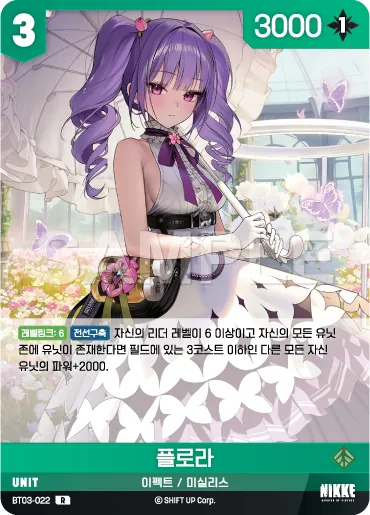 3
3000
1
SAMPLE
레벨링크: 6 전선구축 자신의 리더 레벨이 6 이상이고 자신의 모든 유닛
존에 유닛이 존재한다면 필드에 있는 3코스트 이하인 다른 모든 자신
유닛의 파워+2000.
플로라
UNIT
이펙트 / 미실리스
BT03-022 R
© SHIFT UP Corp.
NIKKE